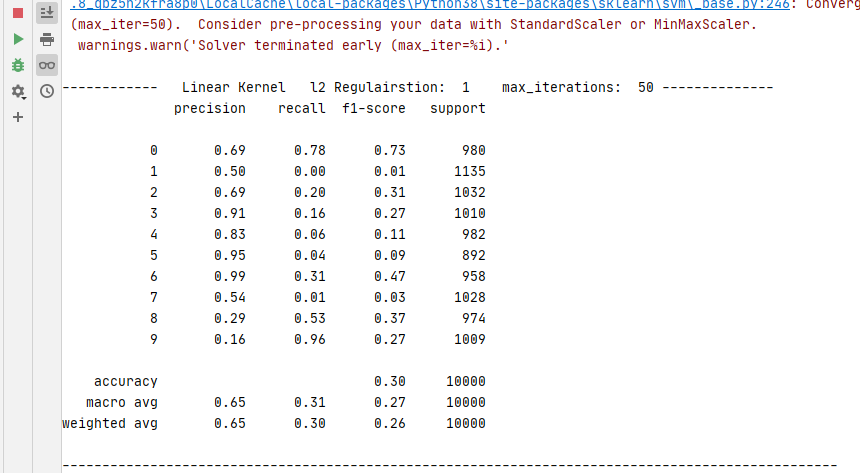 .8_qbz5n2kfra8p0\LocalCache\local-packages\Python38\site-packages\sklearn\svm\_base.py:246: Converg
(max_iter=50).  Consider pre-processing your data with StandardScaler or MinMaxScaler.
warnings.warn('Solver terminated early (max_iter=%i).'
------------   Linear Kernel   l2 Regulairstion:  1    max_iterations:  50 --------------
precision    recall  f1-score   support
0       0.69      0.78      0.73       980
1       0.50      0.00      0.01      1135
2       0.69      0.20      0.31      1032
3       0.91      0.16      0.27      1010
4       0.83      0.06      0.11       982
5       0.95      0.04      0.09       892
6       0.99      0.31      0.47       958
7       0.54      0.01      0.03      1028
8       0.29      0.53      0.37       974
9       0.16      0.96      0.27      1009
accuracy                           0.30     10000
macro avg       0.65      0.31      0.27     10000
weighted avg       0.65      0.30      0.26     10000
--------------------------------------------------------------------------------------------------